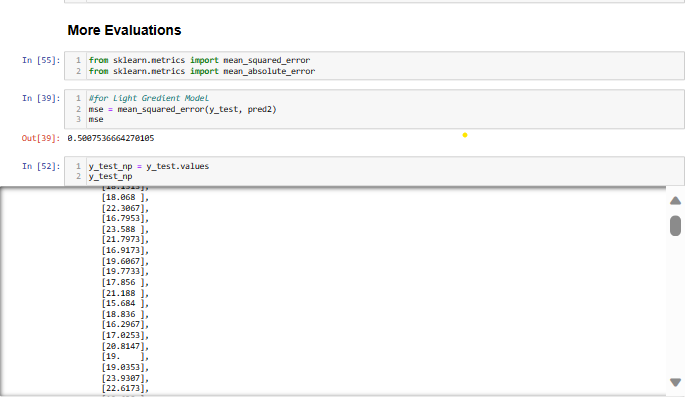 More Evaluations
In [55]:
1 from sklearn.metrics import mean_squared_error
2 from sklearn.metrics import mean_absolute_error
In [39]:
1 #for Light Gredient Model
2 mse = mean_squared_error(y_test, pred2)
3 mse
Out[39]: 0.5007536664270105
In [52]:
1 y_test_np = y_test.values
2 y_test_np
[18.068 ],
[22.3067],
[16.7953],
[23.588 ],
[21.7973],
[16.9173],
[19.6067],
[19.7733],
[17.856 ],
[21.188 ],
[15.684 ],
[18.836 ],
[16.2967],
[17.0253],
[20.8147],
[19.    ],
[19.0353],
[23.9307],
[22.6173],